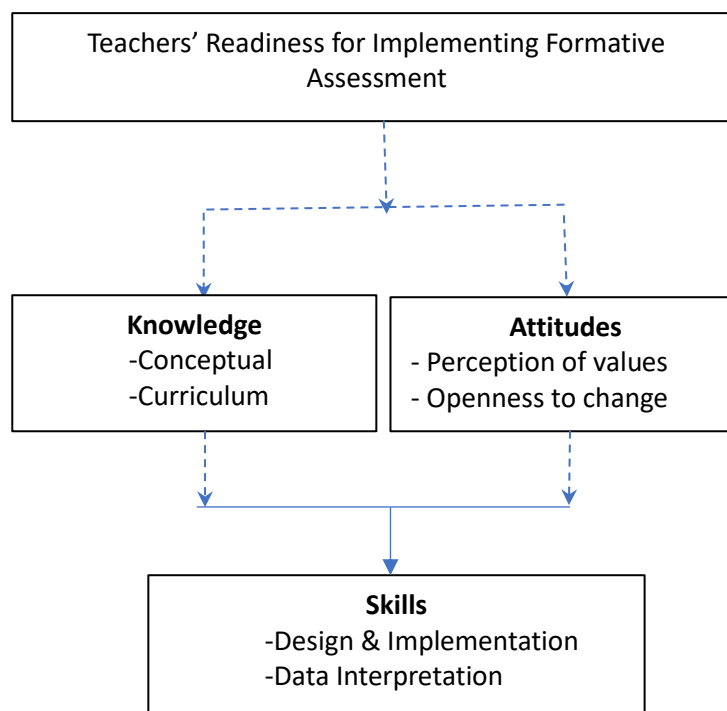 Teachers’ Readiness for Implementing Formative
Assessment
Knowledge
-Conceptual
-Curriculum
Attitudes
- Perception of values
- Openness to change
Skills
-Design & Implementation
-Data Interpretation